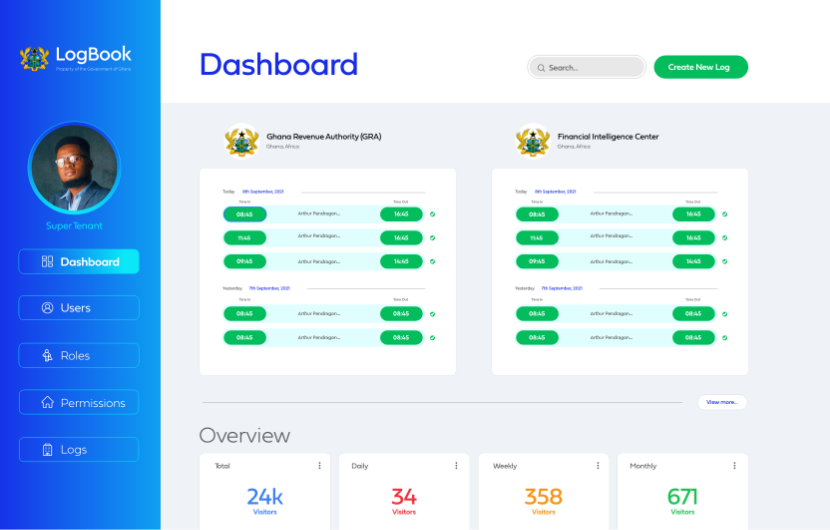 LogBook
Property of the Government of Ghana
Super Tenant
Dashboard
Users
Roles
Permissions
Logs
Dashboard
Search...
Create New Log
Ghana Revenue Authority (GRA)
Ghana, Africa
Today 8th September, 2021
Time In Time Out
08:45 Arthur Pendragon... 16:45
11:45 Arthur Pendragon... 16:45
09:45 Arthur Pendragon... 14:45
Yesterday 7th September, 2021
Time In Time Out
08:45 Arthur Pendragon... 08:45
08:45 Arthur Pendragon... 08:45
Financial Intelligence Center
Ghana, Africa
Today 8th September, 2021
Time In Time Out
08:45 Arthur Pendragon... 16:45
11:45 Arthur Pendragon... 16:45
09:45 Arthur Pendragon... 14:45
Yesterday 7th September, 2021
Time In Time Out
08:45 Arthur Pendragon... 08:45
08:45 Arthur Pendragon... 08:45
View more..
Overview
Total
24k
Visitors
Daily
34
Visitors
Weekly
358
Visitors
Monthly
671
Visitors